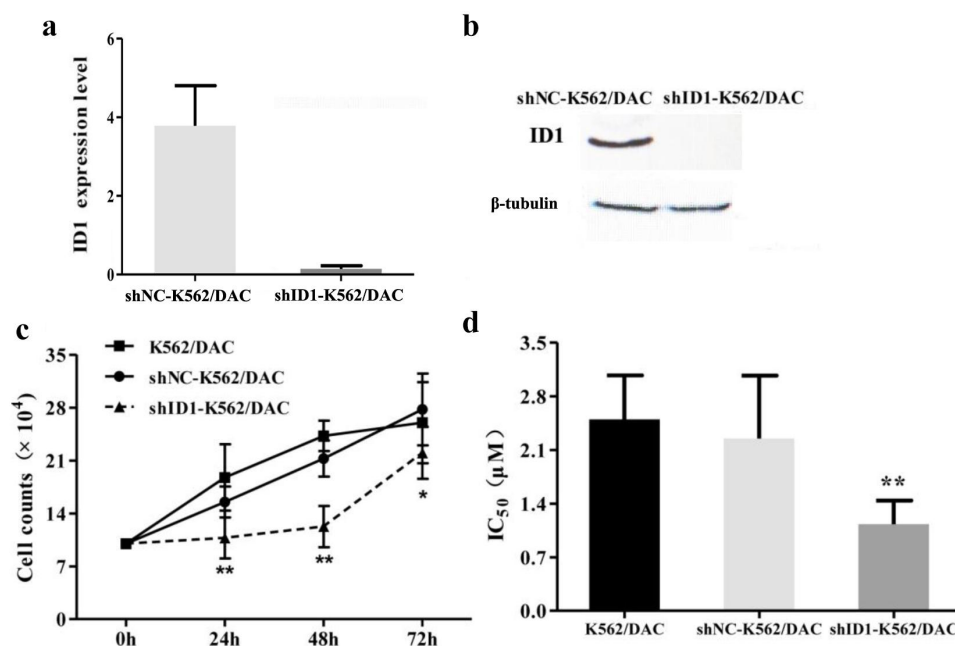 a
6
4
2
0
ID1 expression level
shNC-K562/DAC shID1-K562/DAC
b
shNC-K562/DAC shID1-K562/DAC
ID1
β-tubulin
c
35
28
21
14
7
0
Cell counts (× 10⁴)
K562/DAC
shNC-K562/DAC
shID1-K562/DAC
**
**
*
0h 24h 48h 72h
d
3.5
2.8
2.1
1.4
0.7
0.0
IC₅₀ (μM)
**
K562/DAC shNC-K562/DAC shID1-K562/DAC